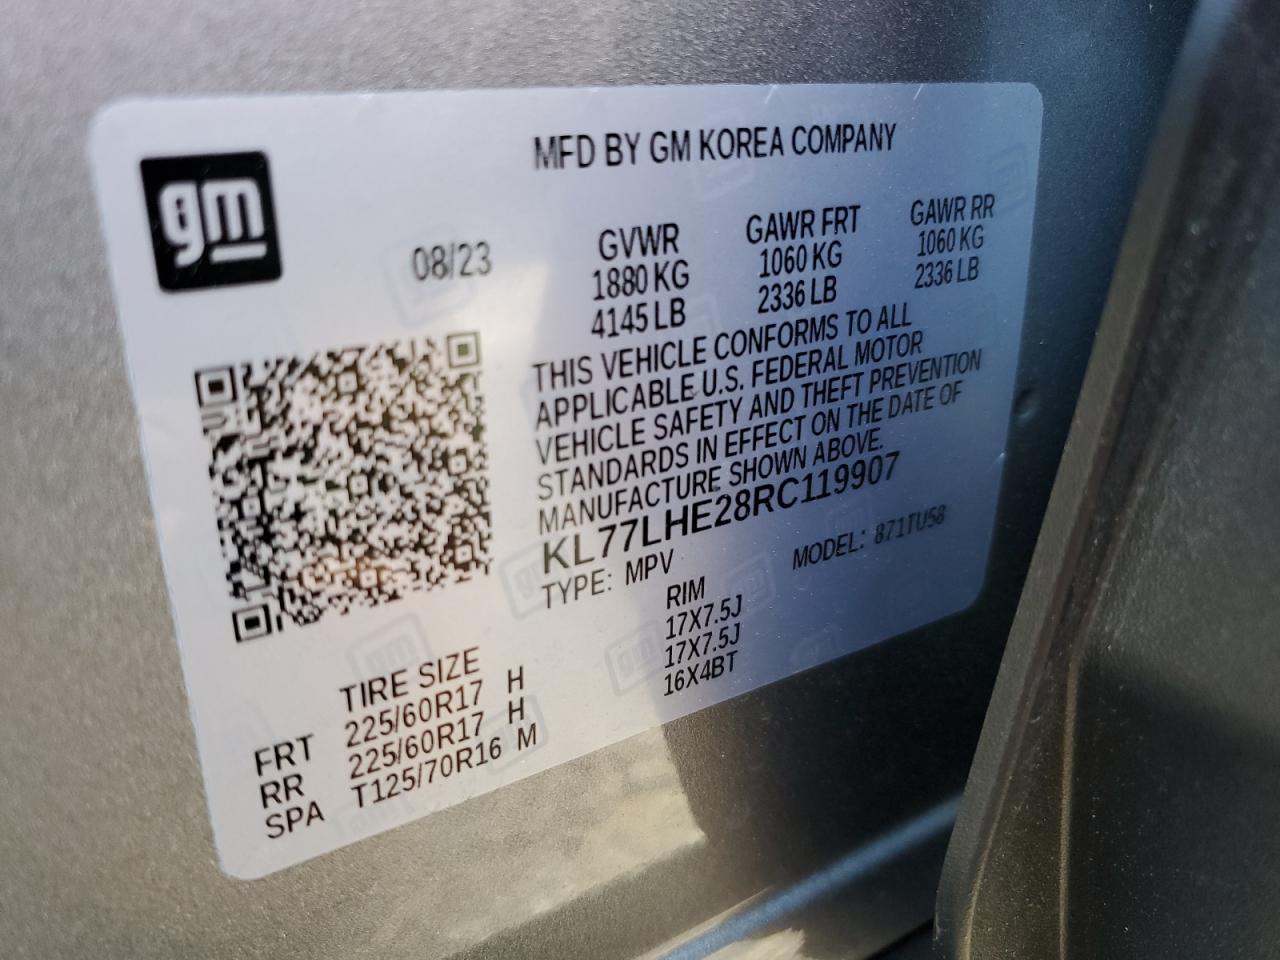 gm
MFD BY GM KOREA COMPANY
08/23
GVWR GAWR FRT GAWR RR
1880 KG 1060 KG 1060 KG
4145 LB 2336 LB 2336 LB
THIS VEHICLE CONFORMS TO ALL
APPLICABLE U.S. FEDERAL MOTOR
VEHICLE SAFETY AND THEFT PREVENTION
STANDARDS IN EFFECT ON THE DATE OF
MANUFACTURE SHOWN ABOVE.
KL77LHE28RC119907
TYPE: MPV MODEL: 871TU58
TIRE SIZE RIM
FRT 225/60R17 H 17X7.5J
RR 225/60R17 H 17X7.5J
SPA T125/70R16 M 16X4BT